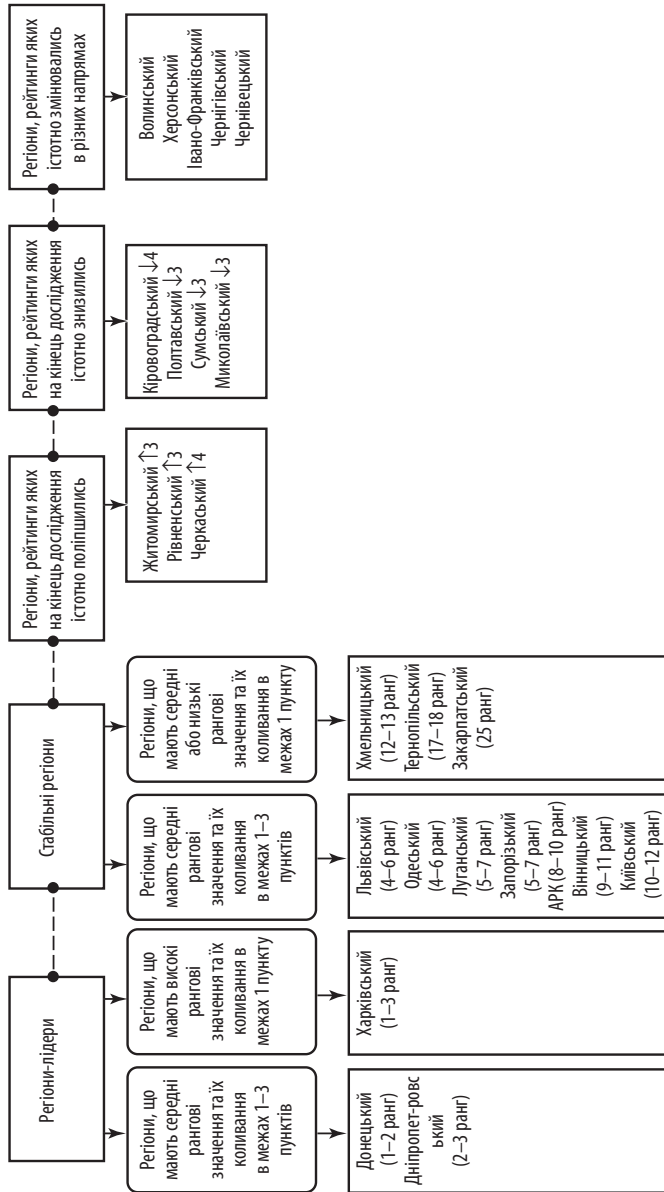 Регіони-лідери
Стабільні регіони
Регіони, рейтинги яких
на кінець дослідження
істотно поліпшились
Регіони, рейтинги яких
на кінець дослідження
істотно знизились
Регіони, рейтинги яких
істотно змінювались
в різних напрямах
Регіони, що
мають середні
рангові
значення та їх
коливання
в межах 1–3
пунктів
Регіони, що
мають високі
рангові
значення та їх
коливання в
межах 1 пункту
Регіони, що
мають середні
рангові
значення та їх
коливання
в межах 1–3
пунктів
Регіони, що
мають середні
або низькі
рангові
значення та їх
коливання в
межах 1 пункту
Житомирський ↑3
Рівненський ↑3
Черкаський ↑4
Кіровоградський ↓4
Полтавський ↓3
Сумський ↓3
Миколаївський ↓3
Волинський
Херсонський
Івано-Франківський
Чернігівський
Чернівецький
Донецький
(1–2 ранг)
Дніпропет-ровс
ький
(2–3 ранг)
Харківський
(1–3 ранг)
Львівський
(4–6 ранг)
Одеський
(4–6 ранг)
Луганський
(5–7 ранг)
Запорізький
(5–7 ранг)
АРК (8–10 ранг)
Вінницький
(9–11 ранг)
Київський
(10–12 ранг)
Хмельницький
(12–13 ранг)
Тернопільський
(17–18 ранг)
Закарпатський
(25 ранг)